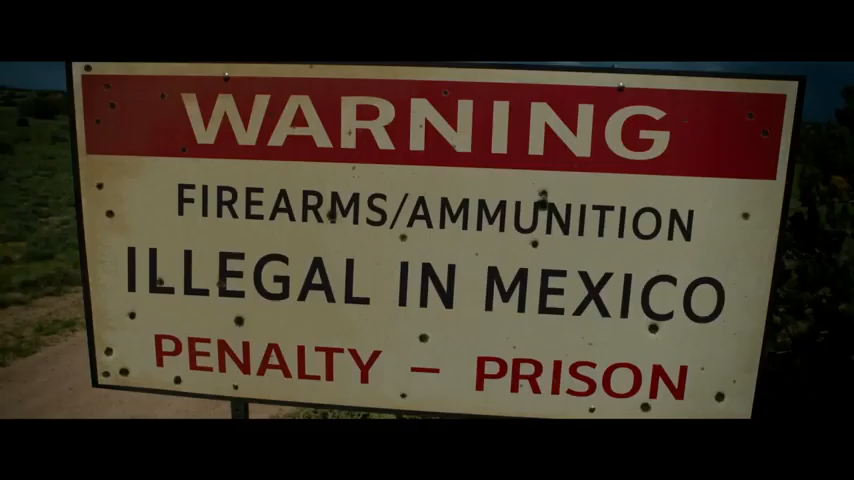 WARNING
FIREARMS/AMMUNITION
ILLEGAL IN MEXICO
PENALTY – PRISON